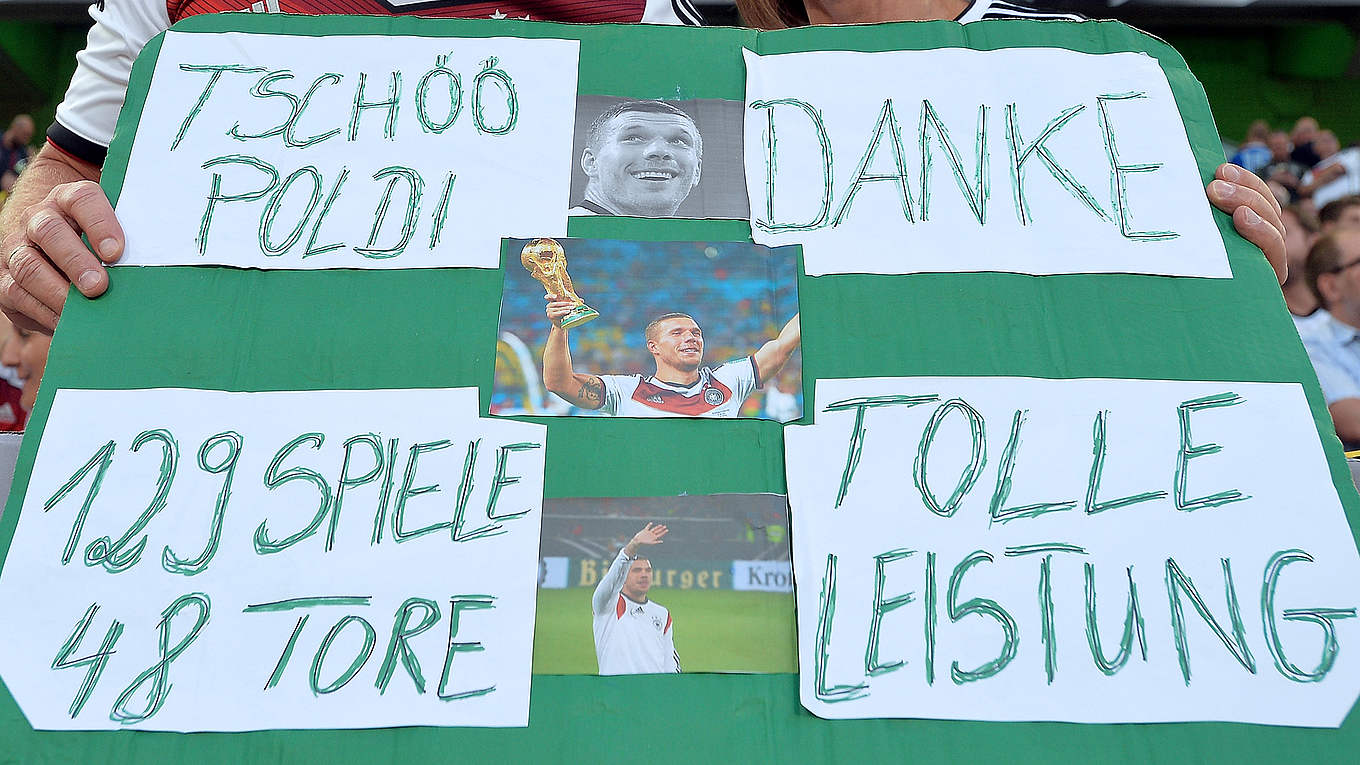 TSCHÖÖ
POLDI
DANKE
129 SPIELE
48 TORE
TOLLE
LEISTUNG